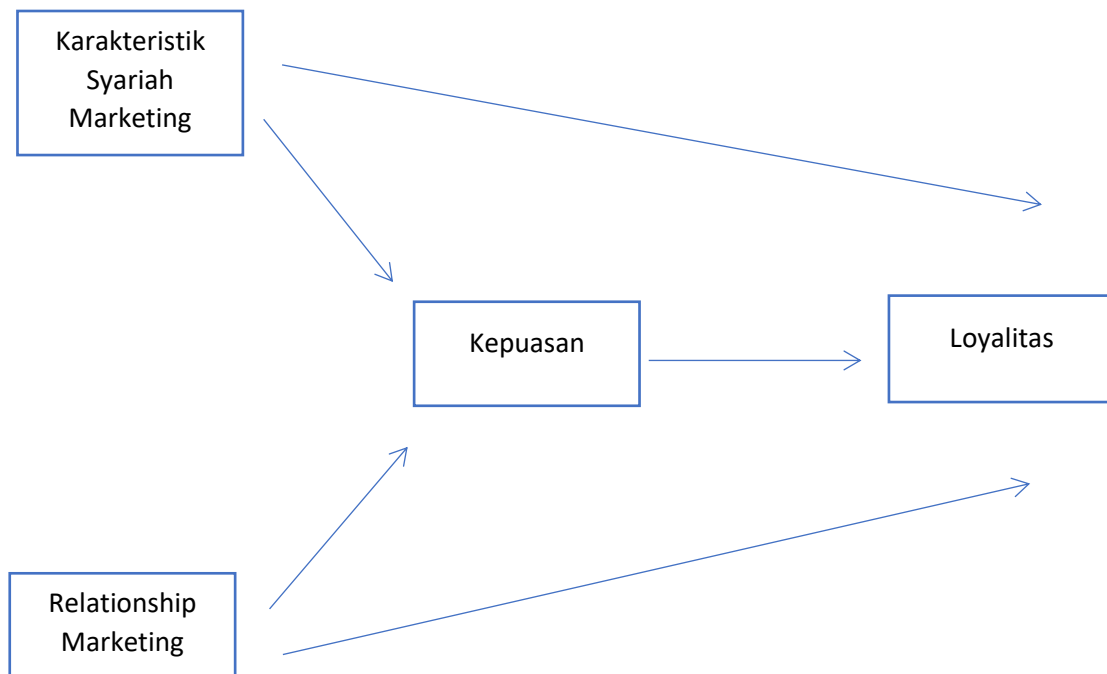 Karakteristik
Syariah
Marketing
Kepuasan
Loyalitas
Relationship
Marketing